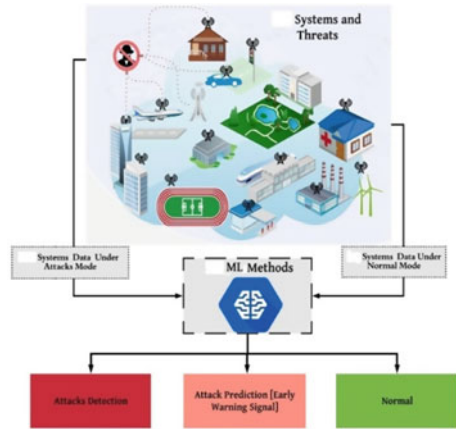 Systems and
Threats
Systems Data Under
Attacks Mode
Systems Data Under
Normal Mode
ML Methods
Attacks Detection
Attack Prediction [Early
Warning Signal]
Normal